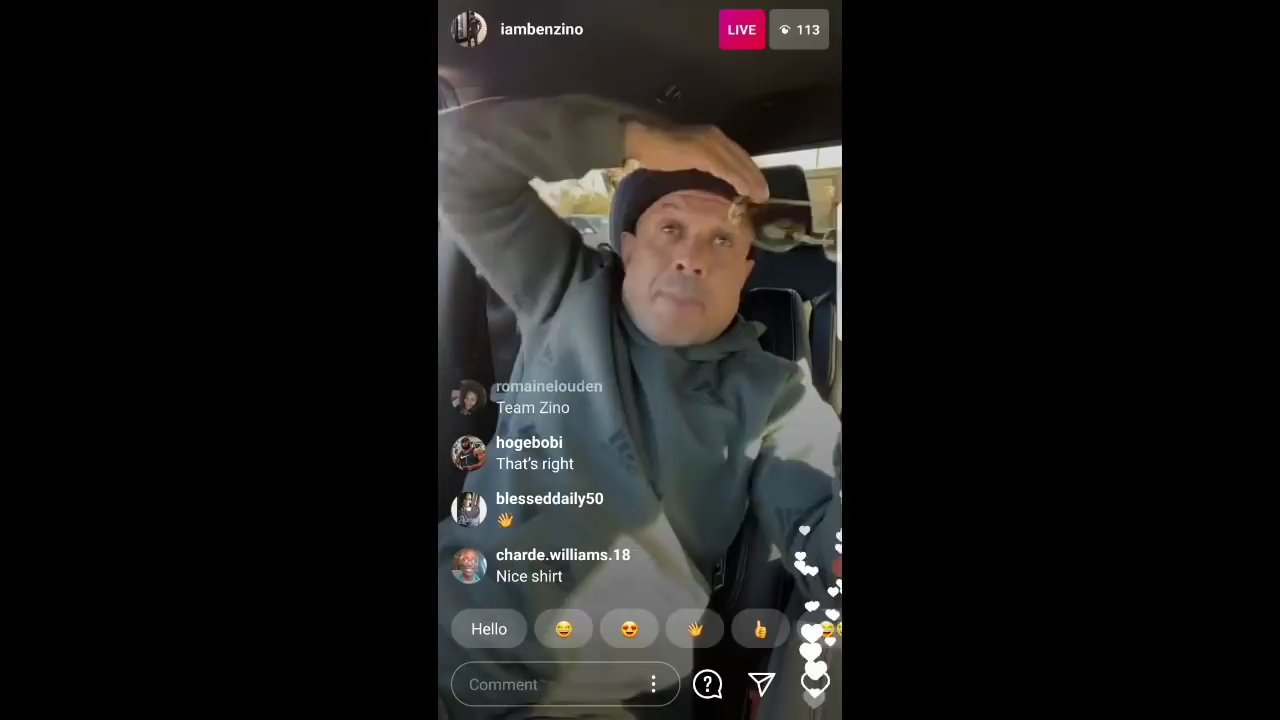 iambenzino
LIVE
113
romainelouden
Team Zino
hogebobi
That's right
blesseddaily50
👋
charde.williams.18
Nice shirt
Hello
Comment